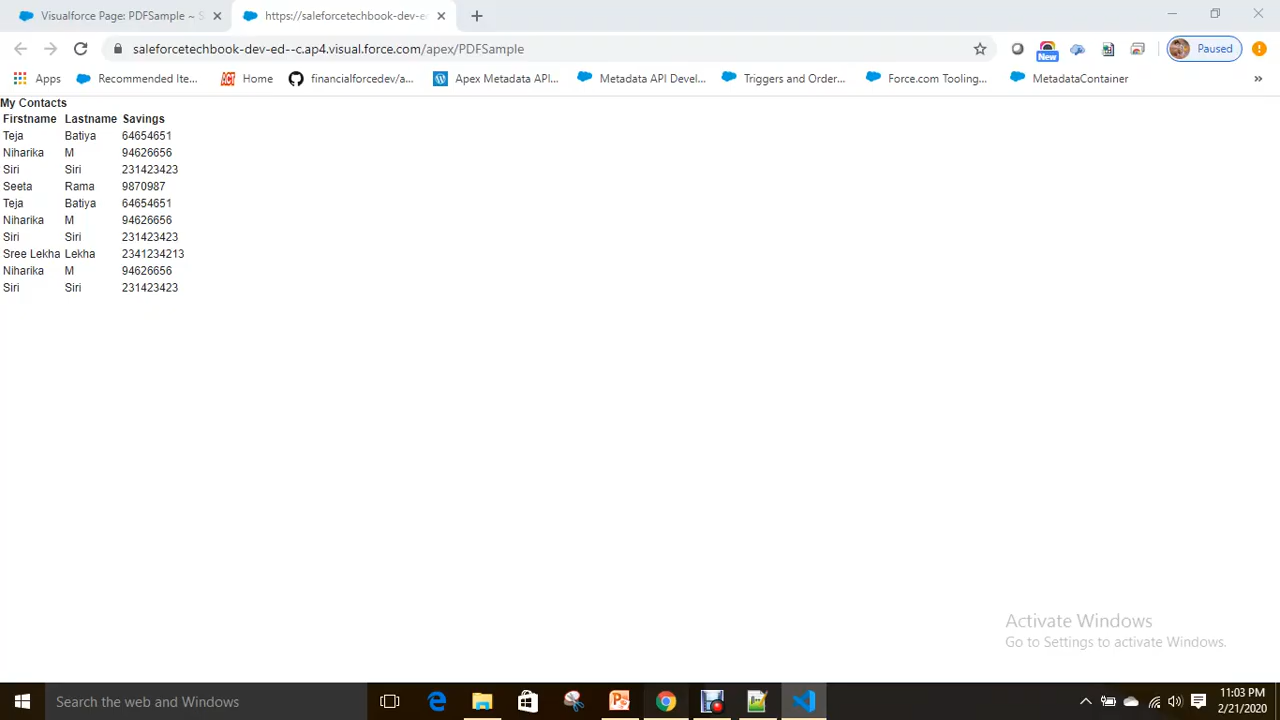 Visualforce Page: PDFSample ~ S
https://saleforcetechbook-dev-ed
saleforcetechbook-dev-ed--c.ap4.visual.force.com/apex/PDFSample
New
Paused
Apps Recommended Ite... Home financialforcedev/a... Apex Metadata API... Metadata API Devel... Triggers and Order... Force.com Tooling... MetadataContainer »
My Contacts
Firstname Lastname Savings
Teja Batiya 64654651
Niharika M 94626656
Siri Siri 231423423
Seeta Rama 9870987
Teja Batiya 64654651
Niharika M 94626656
Siri Siri 231423423
Sree Lekha Lekha 2341234213
Niharika M 94626656
Siri Siri 231423423
Activate Windows
Go to Settings to activate Windows.
Search the web and Windows
11:03 PM
2/21/2020